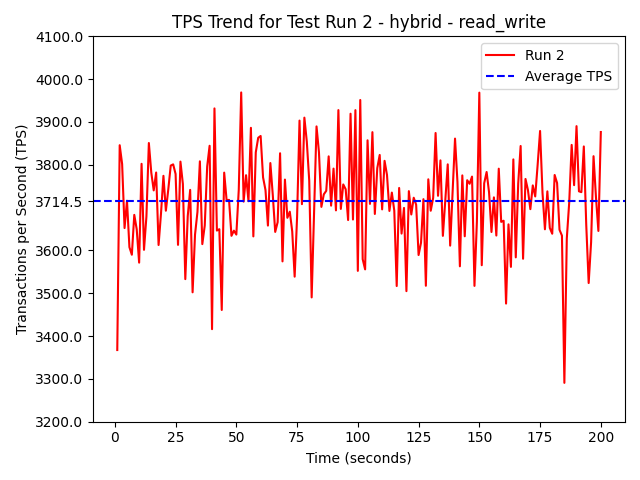 TPS Trend for Test Run 2 - hybrid - read_write
Run 2
Average TPS
Transactions per Second (TPS)
4100.0
4000.0
3900.0
3800.0
3714.5
3600.0
3500.0
3400.0
3300.0
3200.0
0 25 50 75 100 125 150 175 200
Time (seconds)